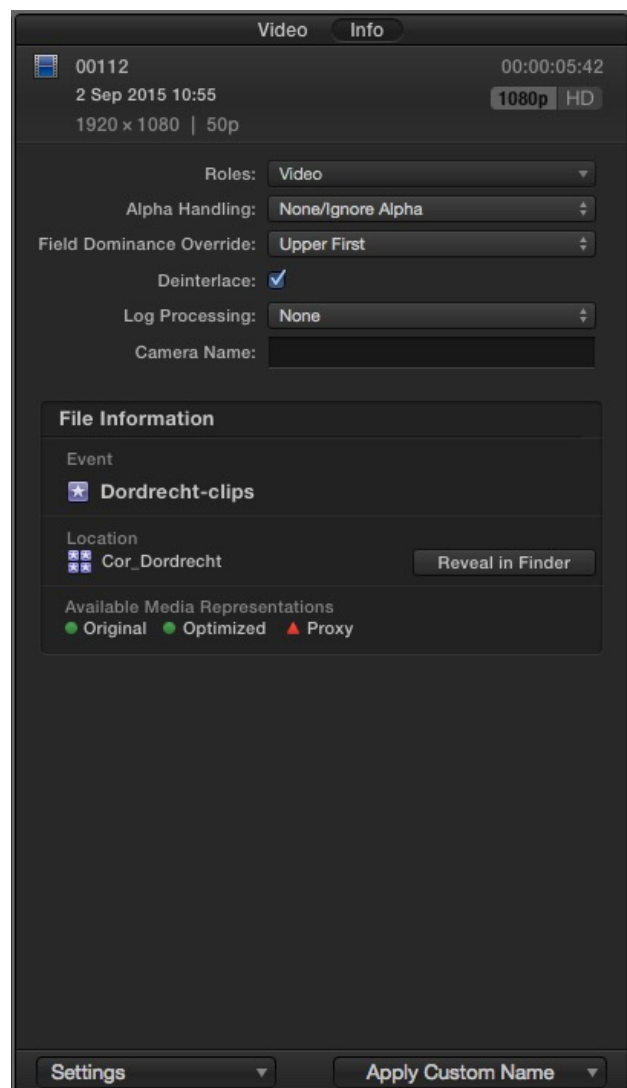 Video Info
00112 00:00:05:42
2 Sep 2015 10:55 1080p HD
1920 × 1080 | 50p
Roles: Video
Alpha Handling: None/Ignore Alpha
Field Dominance Override: Upper First
Deinterlace:
Log Processing: None
Camera Name:
File Information
Event
Dordrecht-clips
Location
Cor_Dordrecht Reveal in Finder
Available Media Representations
Original Optimized Proxy
Settings Apply Custom Name